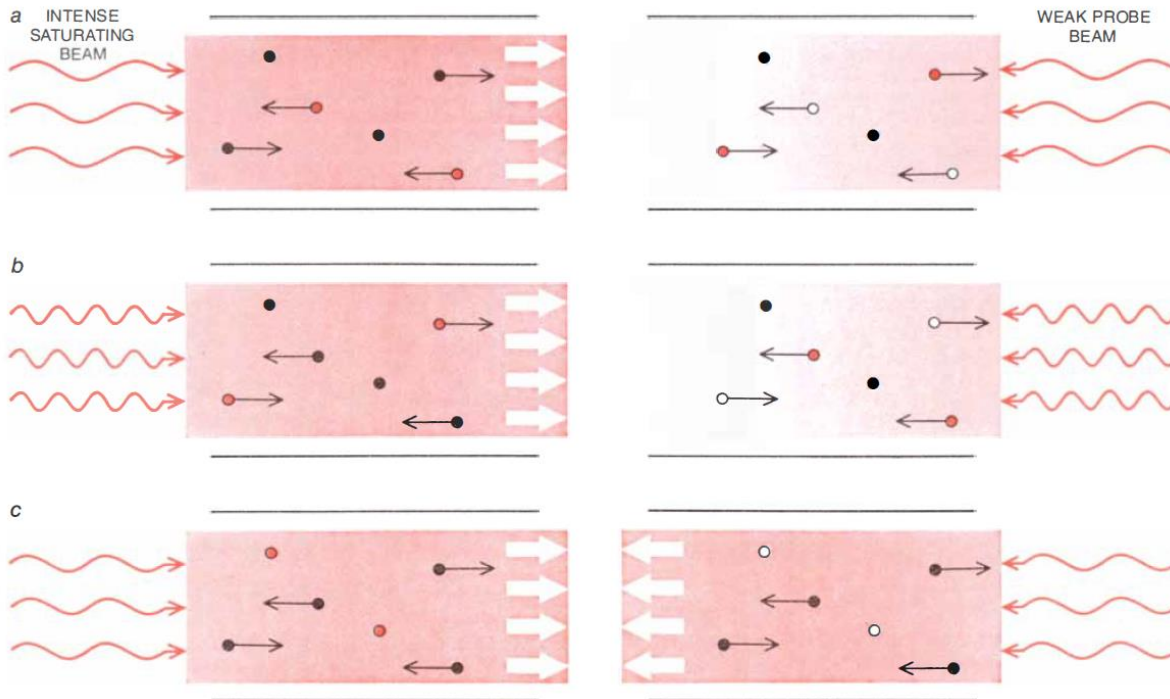 a
INTENSE
SATURATING
BEAM
WEAK PROBE
BEAM
b
c